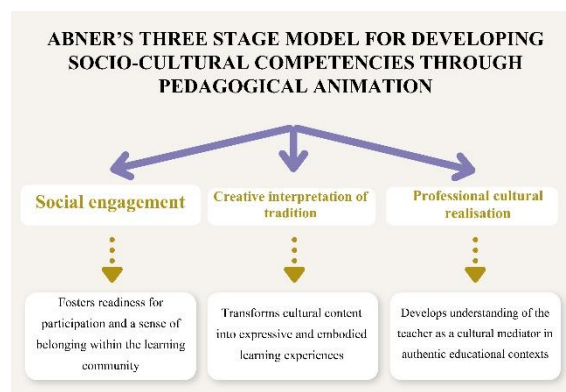 ABNER'S THREE STAGE MODEL FOR DEVELOPING
SOCIO-CULTURAL COMPETENCIES THROUGH
PEDAGOGICAL ANIMATION
Social engagement
Creative interpretation of
tradition
Professional cultural
realisation
Fosters readiness for
participation and a sense of
belonging within the learning
community
Transforms cultural content
into expressive and embodied
learning experiences
Develops understanding of the
teacher as a cultural mediator in
authentic educational contexts